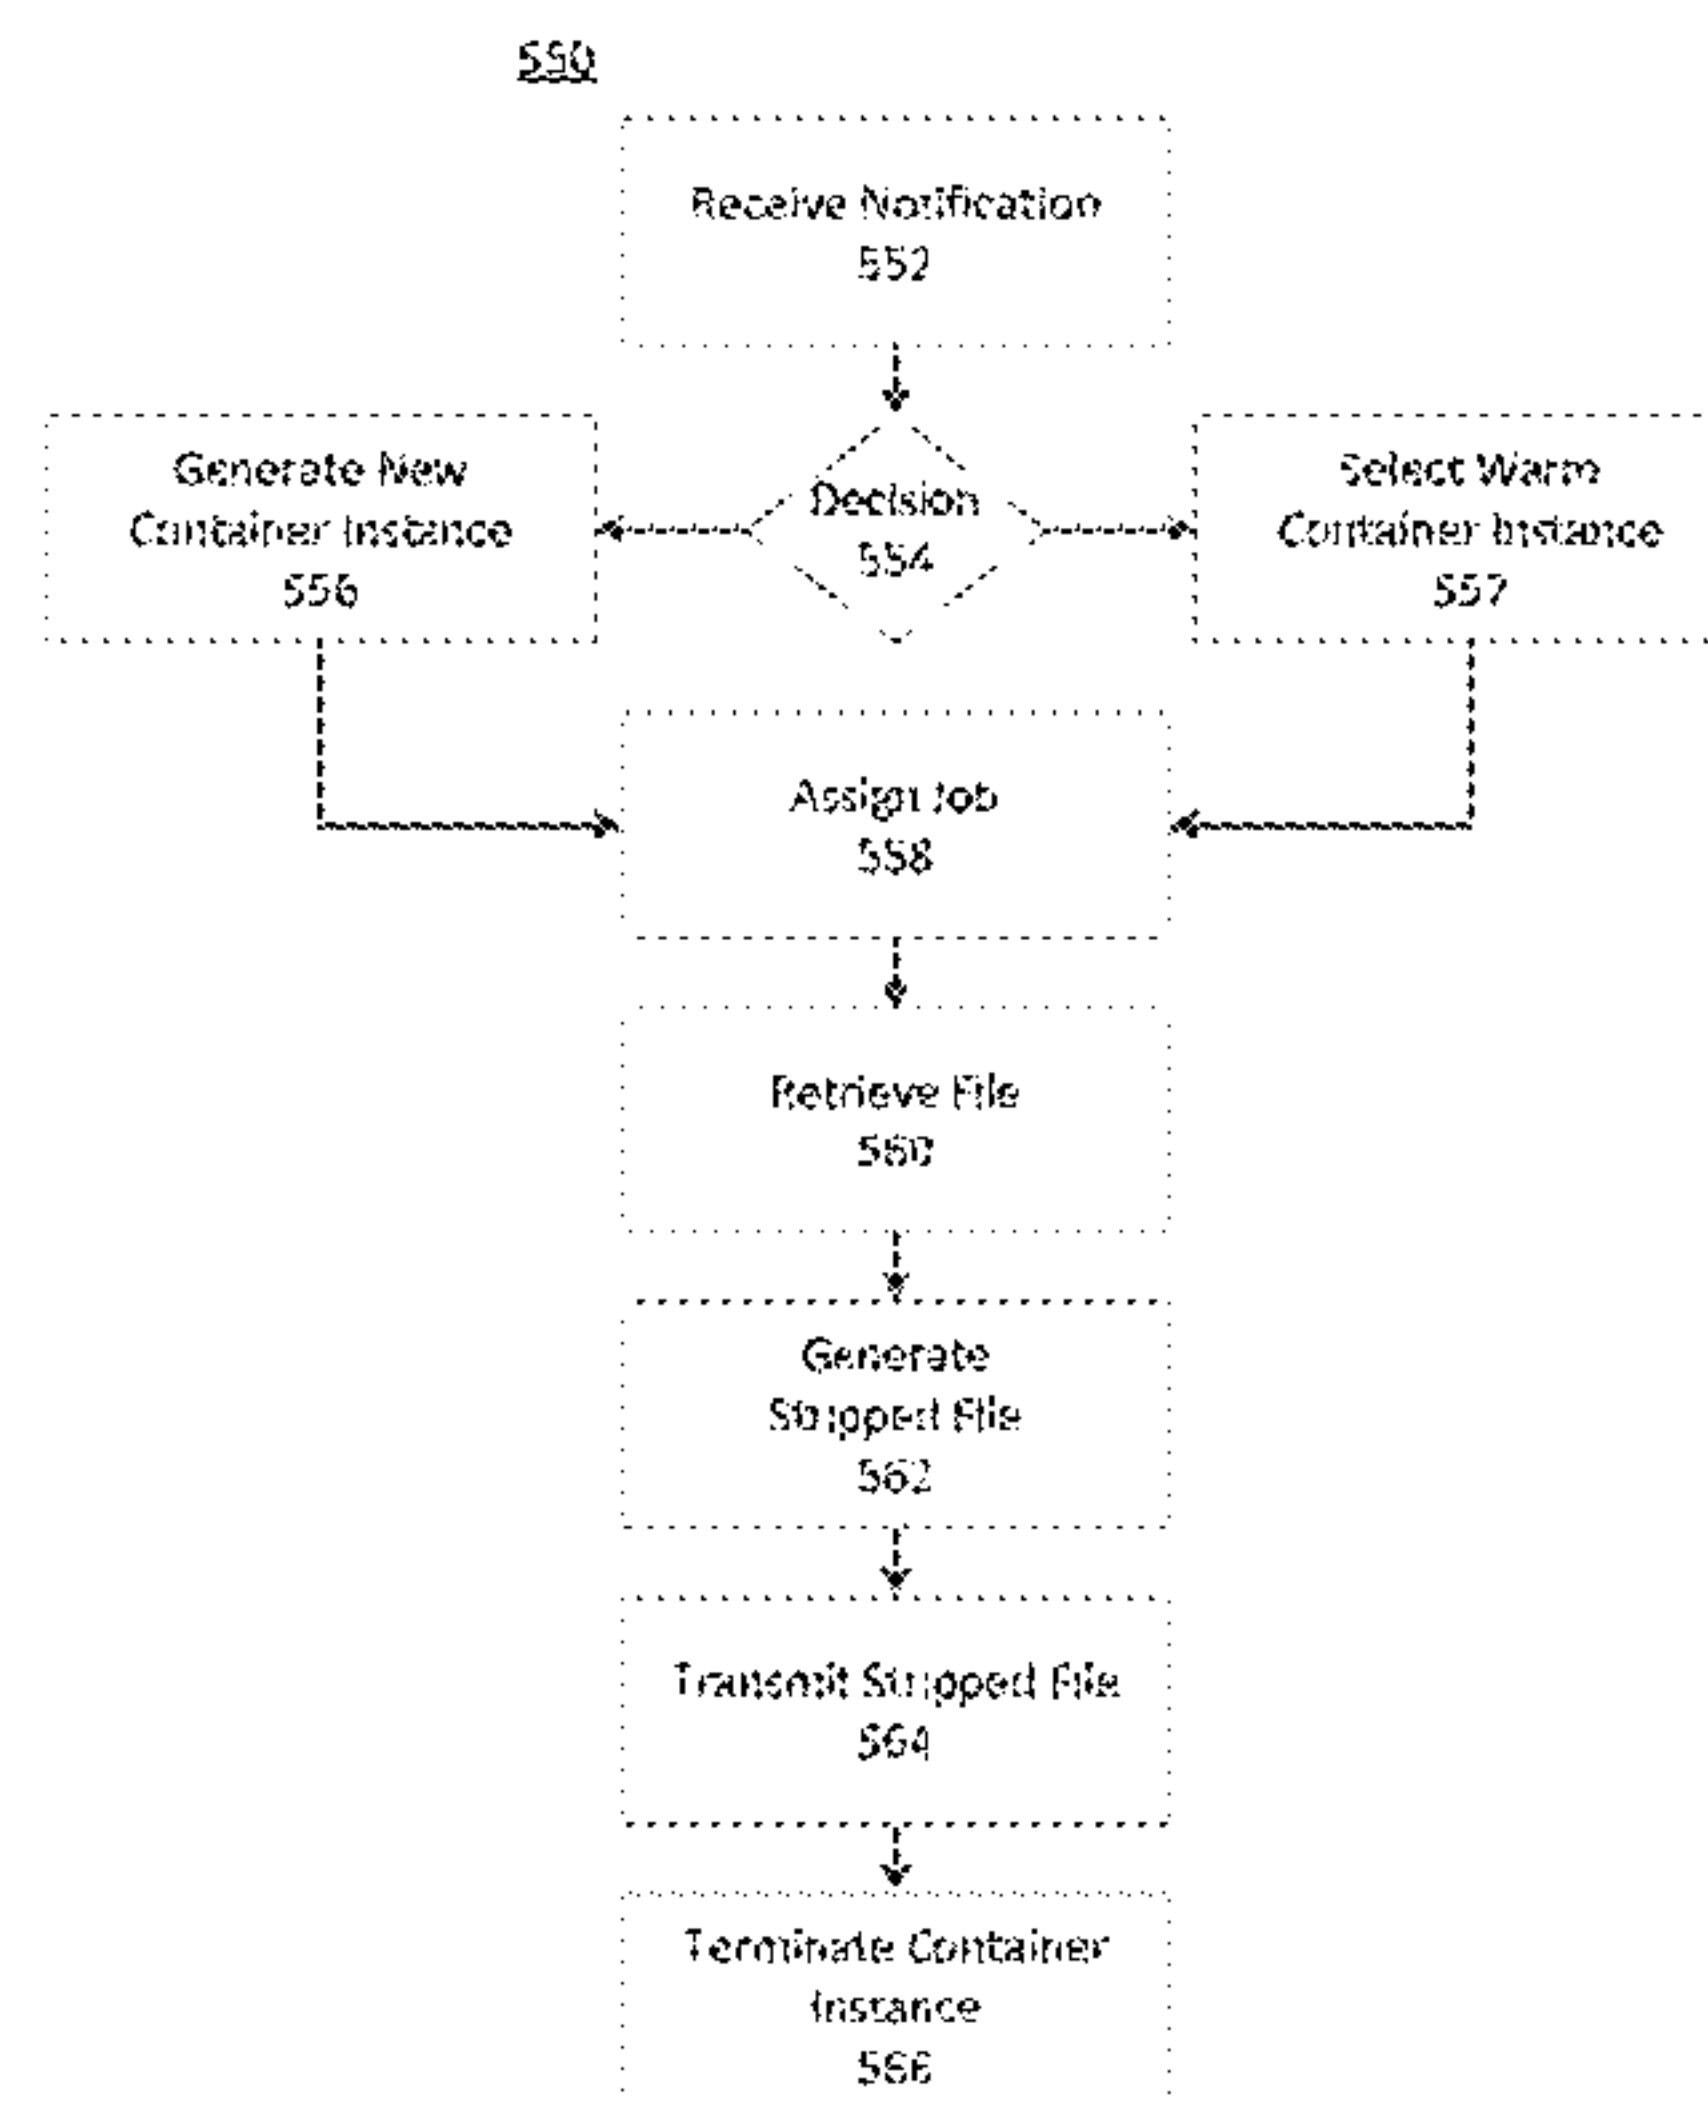 550
Receive Notification
552
Decision
554
Generate New
Container Instance
556
Select Warm
Container Instance
557
Assign Job
558
Retrieve File
560
Generate
Stripped File
562
Transmit Stripped File
564
Terminate Container
Instance
566